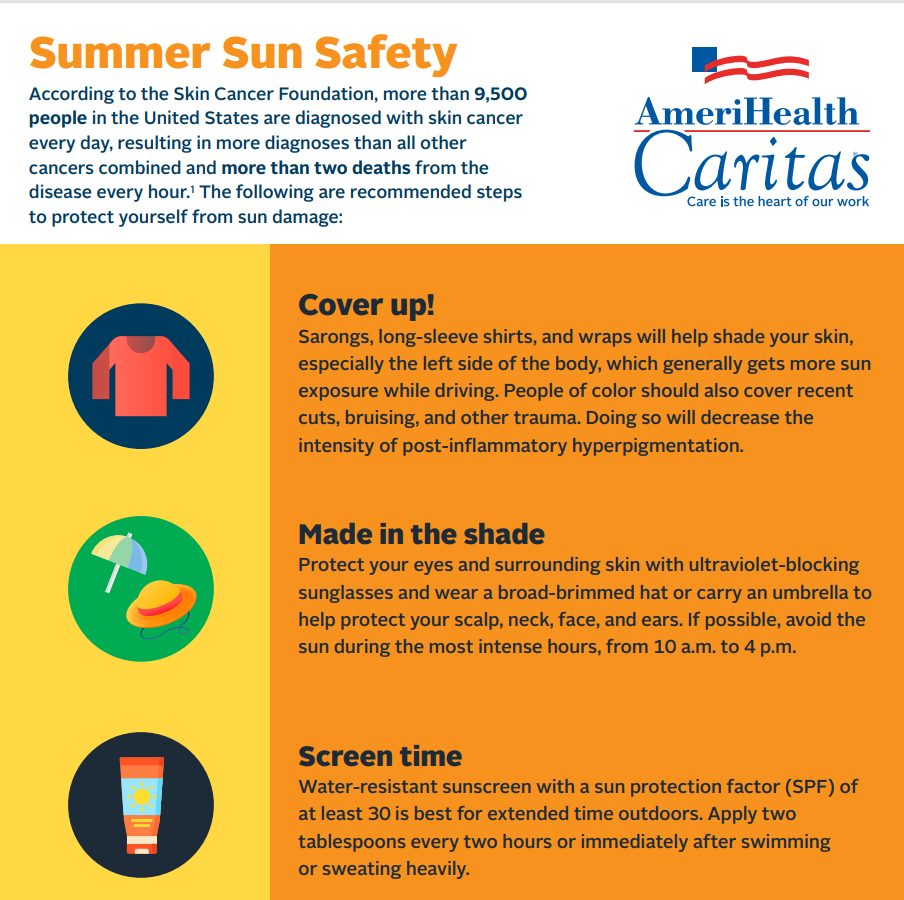 Summer Sun Safety
According to the Skin Cancer Foundation, more than 9,500
people in the United States are diagnosed with skin cancer
every day, resulting in more diagnoses than all other
cancers combined and more than two deaths from the
disease every hour.¹ The following are recommended steps
to protect yourself from sun damage:
AmeriHealth
Caritas
Care is the heart of our work
Cover up!
Sarongs, long-sleeve shirts, and wraps will help shade your skin,
especially the left side of the body, which generally gets more sun
exposure while driving. People of color should also cover recent
cuts, bruising, and other trauma. Doing so will decrease the
intensity of post-inflammatory hyperpigmentation.
Made in the shade
Protect your eyes and surrounding skin with ultraviolet-blocking
sunglasses and wear a broad-brimmed hat or carry an umbrella to
help protect your scalp, neck, face, and ears. If possible, avoid the
sun during the most intense hours, from 10 a.m. to 4 p.m.
Screen time
Water-resistant sunscreen with a sun protection factor (SPF) of
at least 30 is best for extended time outdoors. Apply two
tablespoons every two hours or immediately after swimming
or sweating heavily.